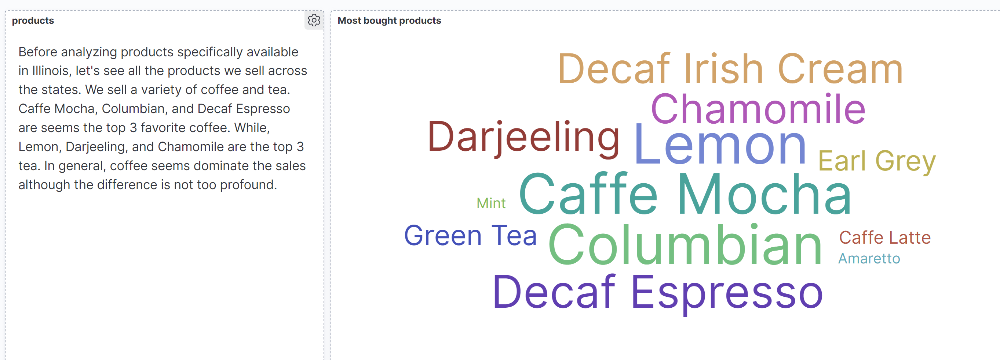 products
Before analyzing products specifically available
in Illinois, let's see all the products we sell across
the states. We sell a variety of coffee and tea.
Caffe Mocha, Columbian, and Decaf Espresso
are seems the top 3 favorite coffee. While,
Lemon, Darjeeling, and Chamomile are the top 3
tea. In general, coffee seems dominate the sales
although the difference is not too profound.
Most bought products
Decaf Irish Cream
Chamomile
Darjeeling
Lemon
Earl Grey
Caffe Mocha
Mint
Green Tea
Columbian
Caffe Latte
Amaretto
Decaf Espresso